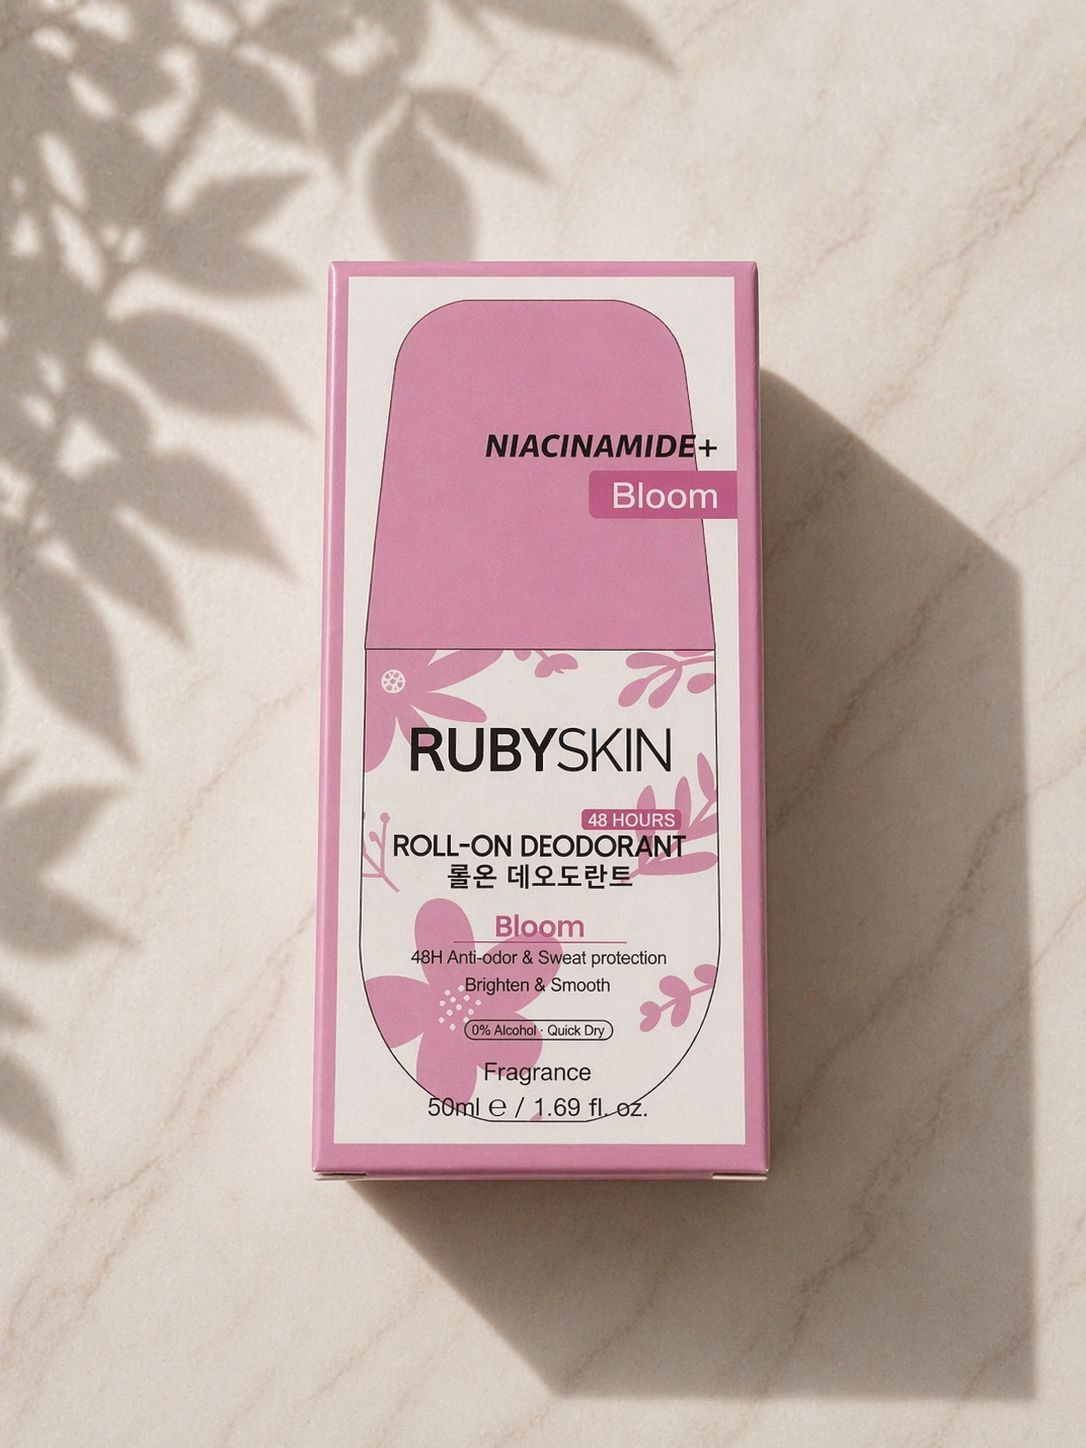 NIACINAMIDE+
Bloom
RUBYSKIN
48 HOURS
ROLL-ON DEODORANT
롤온 데오도란트
Bloom
48H Anti-odor & Sweat protection
Brighten & Smooth
0% Alcohol · Quick Dry
Fragrance
50ml ℮ / 1.69 fl. oz.